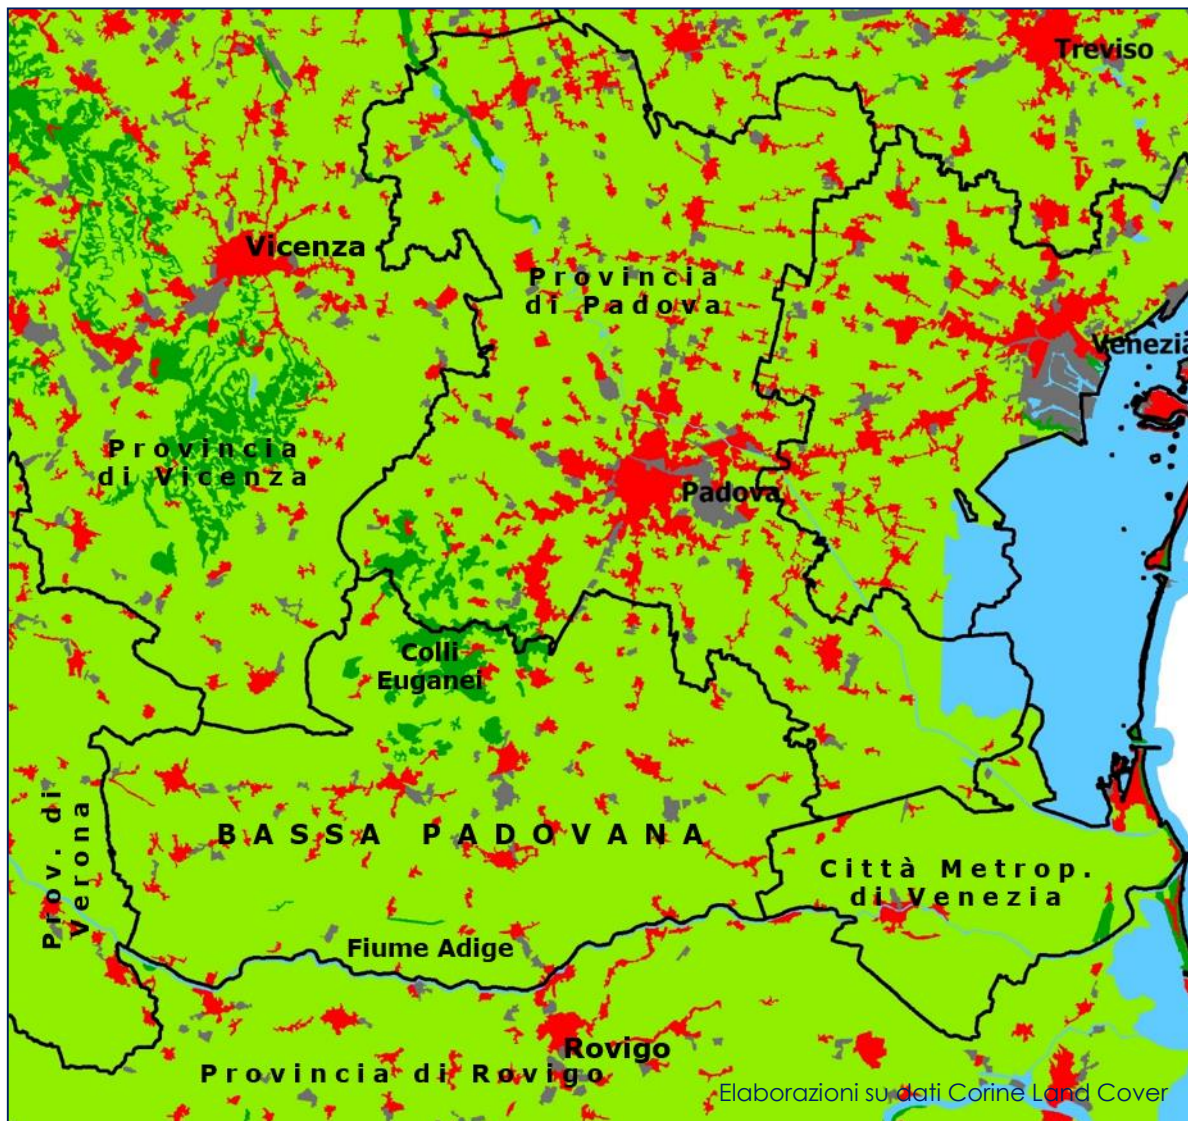 Treviso
Vicenza
Provincia
di Padova
Venezia
Provincia
di Vicenza
Padova
Colli
Euganei
Prov. di
Verona
BASSA PADOVANA
Città Metrop.
di Venezia
Fiume Adige
Rovigo
Provincia di Rovigo
Elaborazioni su dati Corine Land Cover